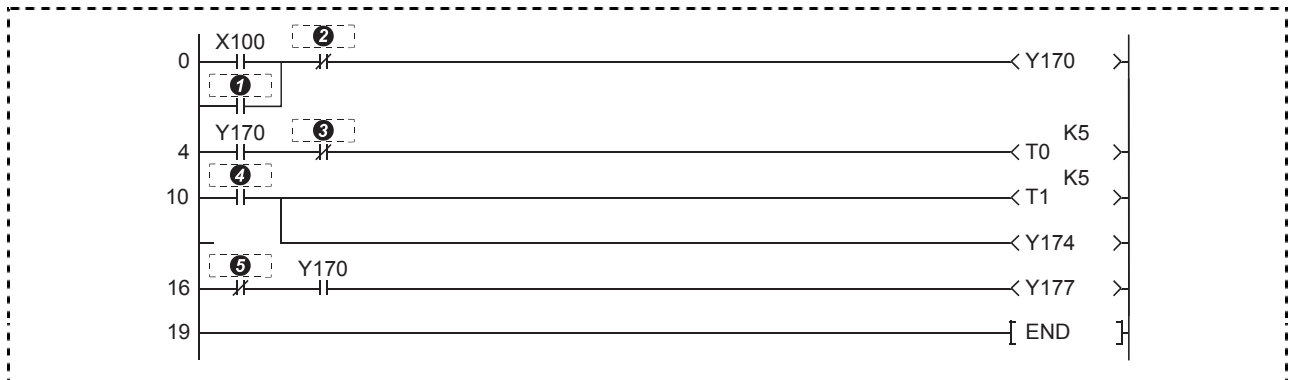 X100 ❷
0 Y170
❶
Y170 ❸ K5
4 T0
❹ K5
10 T1
Y174
❺ Y170
16 Y177
19 END